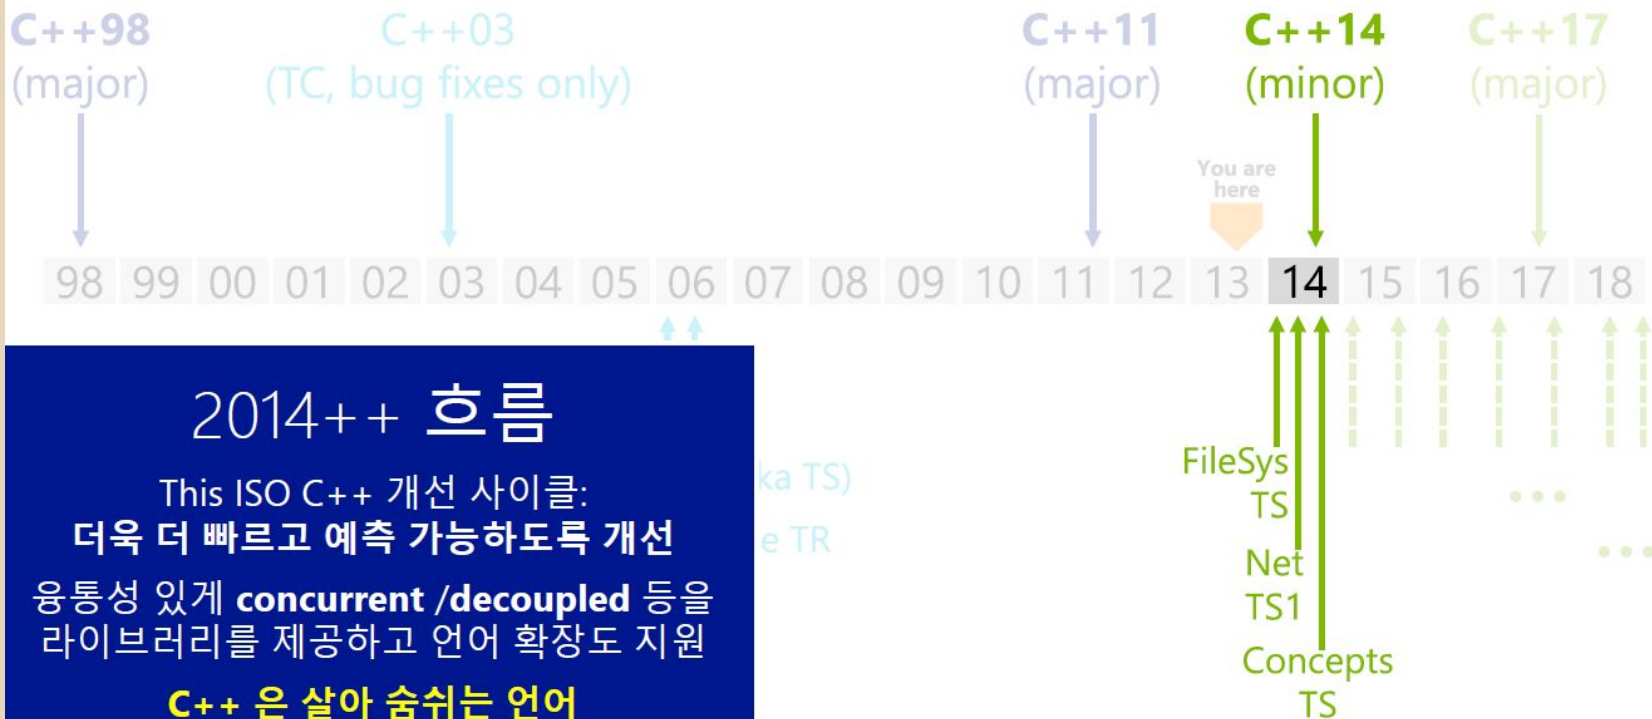 C++98
(major)
C++03
(TC, bug fixes only)
C++11
(major)
C++14
(minor)
C++17
(major)
You are
here
98 99 00 01 02 03 04 05 06 07 08 09 10 11 12 13 14 15 16 17 18
2014++ 흐름
This ISO C++ 개선 사이클:
더욱 더 빠르고 예측 가능하도록 개선
융통성 있게 concurrent /decoupled 등을
라이브러리를 제공하고 언어 확장도 지원
C++ 은 살아 숨쉬는 언어
ka TS)
e TR
FileSys
TS
Net
TS1
Concepts
TS
...
...